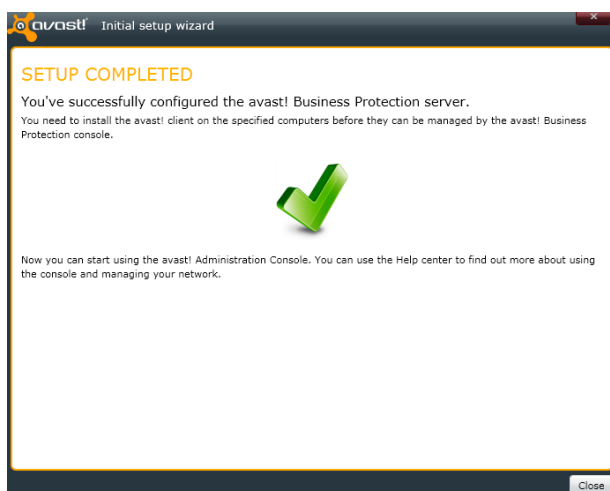 avast! Initial setup wizard
SETUP COMPLETED
You've successfully configured the avast! Business Protection server.
You need to install the avast! client on the specified computers before they can be managed by the avast! Business
Protection console.
Now you can start using the avast! Administration Console. You can use the Help center to find out more about using
the console and managing your network.
Close